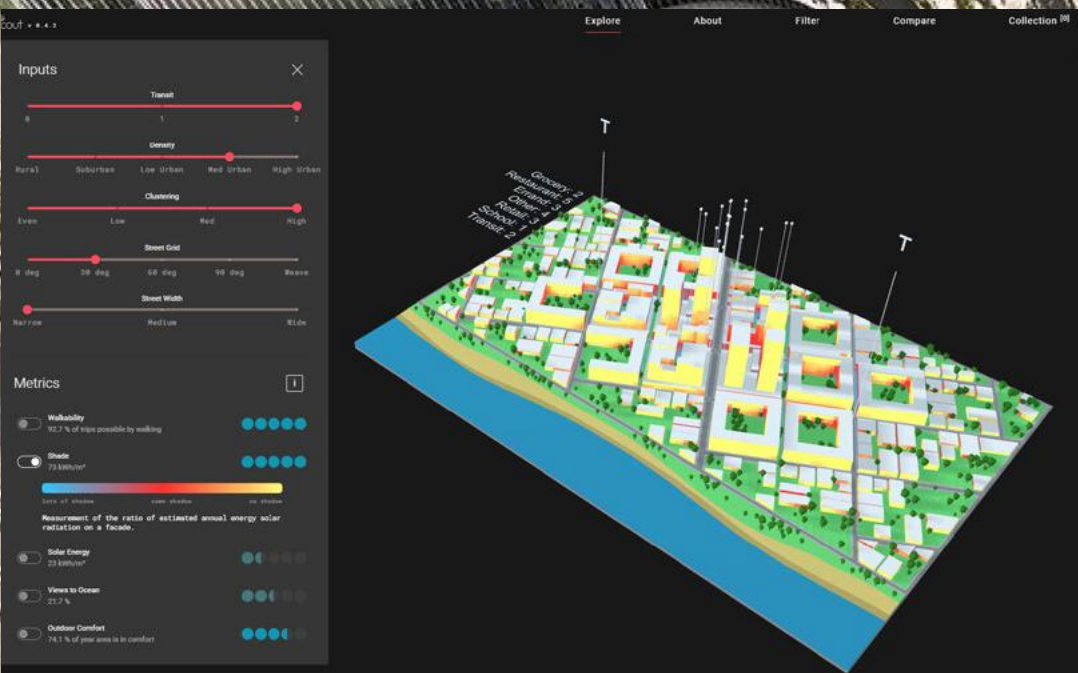 cout v 0.4.2
Explore
About
Filter
Compare
Collection [0]
Inputs
Transit
0 1 2
Density
Rural Suburban Low Urban Med Urban High Urban
Clustering
Even Low Med High
Street Grid
0 deg 30 deg 60 deg 90 deg Weave
Street Width
Narrow Medium Wide
Metrics
i
Walkability
92,7 % of trips possible by walking
Shade
73 kWh/m²
lots of shadow some shadow no shadow
Measurement of the ratio of estimated annual energy solar
radiation on a facade.
Solar Energy
23 kWh/m²
Views to Ocean
21.7 %
Outdoor Comfort
74.1 % of year area is in comfort
T
Grocery: 2
Restaurant: 5
Errand: 3
Other: 4
Retail: 3
School: 1
Transit: 2
T